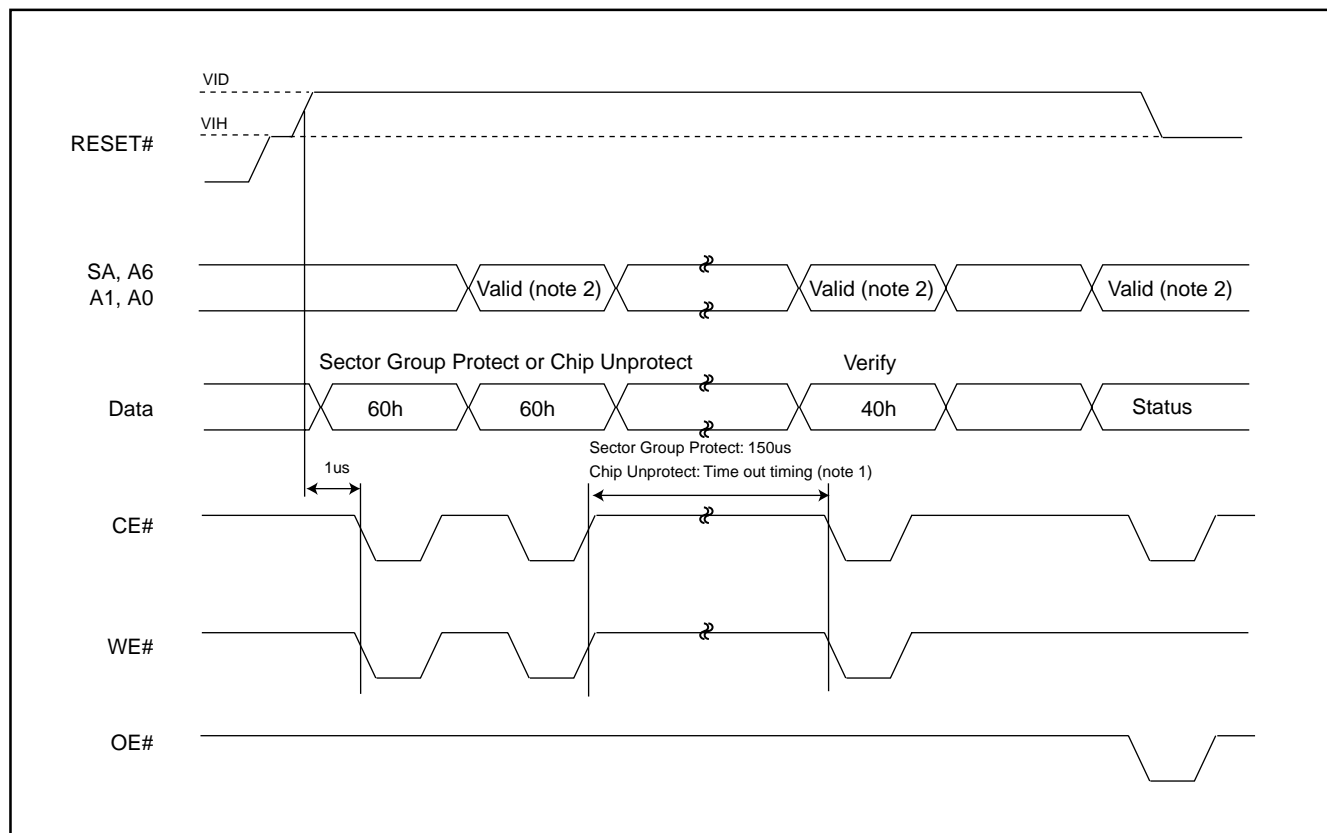 VID
VIH
RESET#
SA, A6
A1, A0
Valid (note 2)
Valid (note 2)
Valid (note 2)
Sector Group Protect or Chip Unprotect
Verify
Data
60h
60h
40h
Status
Sector Group Protect: 150us
1us
Chip Unprotect: Time out timing (note 1)
CE#
WE#
OE#